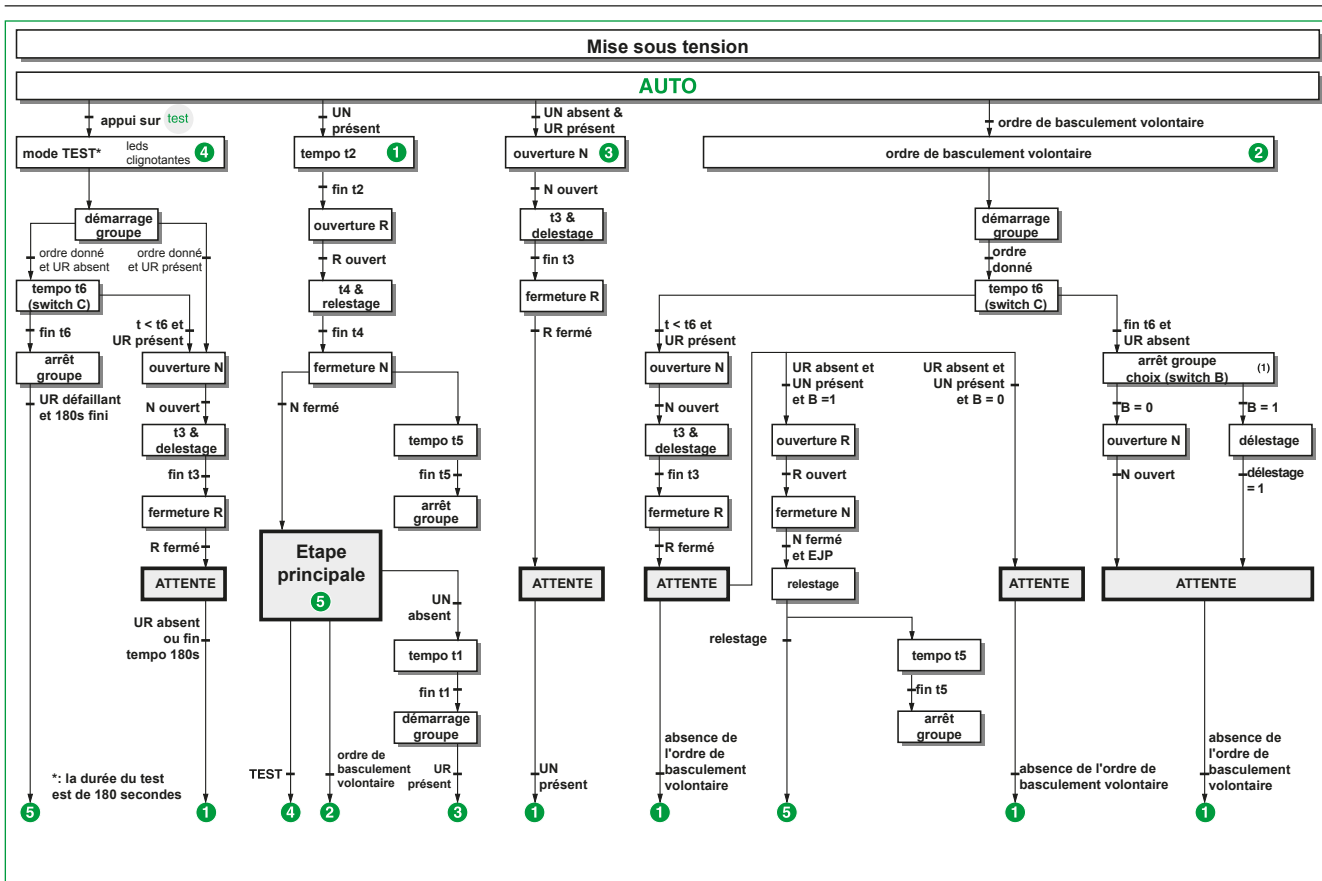 Mise sous tension
AUTO
appui sur test
mode TEST*
leds
clignotantes
4
démarrage
groupe
ordre donné
et UR absent
ordre donné
et UR présent
tempo t6
(switch C)
fin t6
t < t6 et
UR présent
arrêt
groupe
ouverture N
UR défaillant
et 180s fini
N ouvert
t3 &
delestage
fin t3
fermeture R
R fermé
ATTENTE
UR absent
ou fin
tempo 180s
*: la durée du test
est de 180 secondes
5
1
UN
présent
tempo t2
1
fin t2
ouverture R
R ouvert
t4 &
relestage
fin t4
fermeture N
N fermé
tempo t5
fin t5
arrêt
groupe
Etape
principale
5
UN
absent
tempo t1
fin t1
démarrage
groupe
TEST
ordre de
basculement
volontaire
UR
présent
4
2
3
UN absent &
UR présent
ouverture N
3
N ouvert
t3 &
delestage
fin t3
fermeture R
R fermé
ATTENTE
UN
présent
1
ordre de basculement volontaire
ordre de basculement volontaire
2
démarrage
groupe
ordre
donné
tempo t6
(switch C)
t < t6 et
UR présent
ouverture N
N ouvert
t3 &
delestage
fin t3
fermeture R
R fermé
ATTENTE
absence de
l'ordre de
basculement
volontaire
1
UR absent et
UN présent
et B =1
ouverture R
R ouvert
fermeture N
N fermé
et EJP
relestage
relestage
tempo t5
fin t5
arrêt
groupe
5
UR absent et
UN présent
et B = 0
ATTENTE
absence de l'ordre de
basculement volontaire
1
fin t6 et
UR absent
arrêt groupe
choix (switch B)
(1)
B = 0
B = 1
ouverture N
délestage
N ouvert
délestage
= 1
ATTENTE
absence de
l'ordre de
basculement
volontaire
1